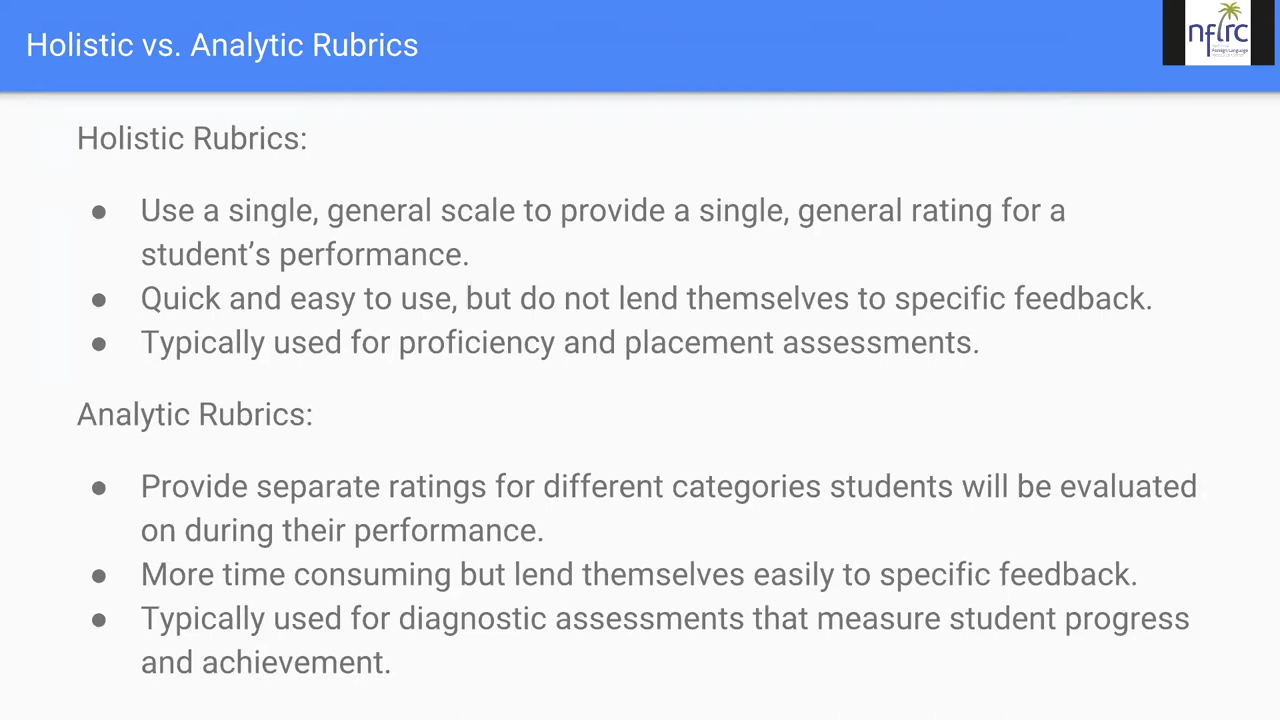 Holistic vs. Analytic Rubrics
nflrc
Holistic Rubrics:
● Use a single, general scale to provide a single, general rating for a
student’s performance.
● Quick and easy to use, but do not lend themselves to specific feedback.
● Typically used for proficiency and placement assessments.
Analytic Rubrics:
● Provide separate ratings for different categories students will be evaluated
on during their performance.
● More time consuming but lend themselves easily to specific feedback.
● Typically used for diagnostic assessments that measure student progress
and achievement.